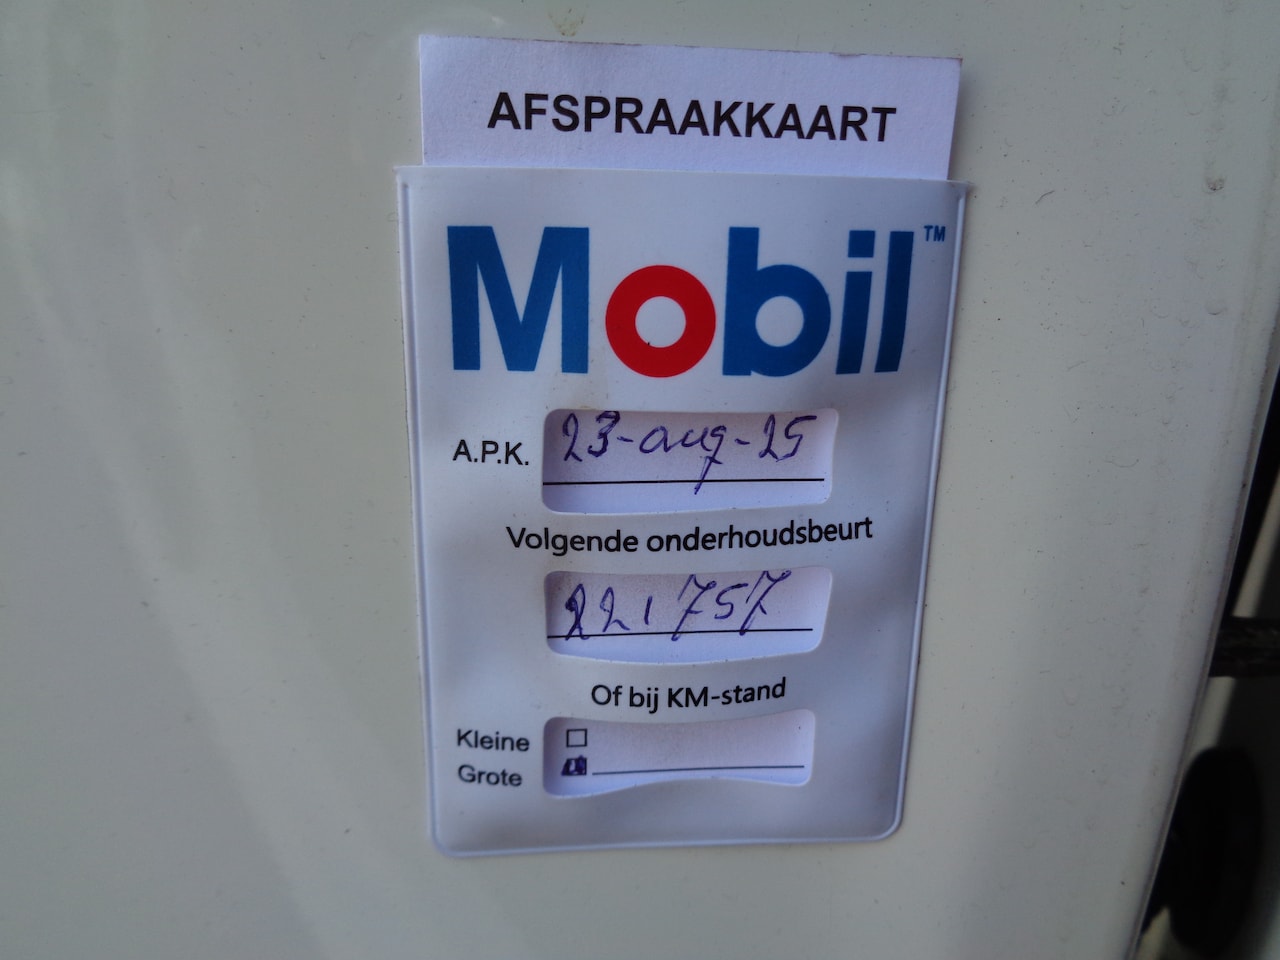 AFSPRAAKKAART
Mobil™
A.P.K. 23-aug-25
Volgende onderhoudsbeurt
221757
Of bij KM-stand
Kleine
Grote